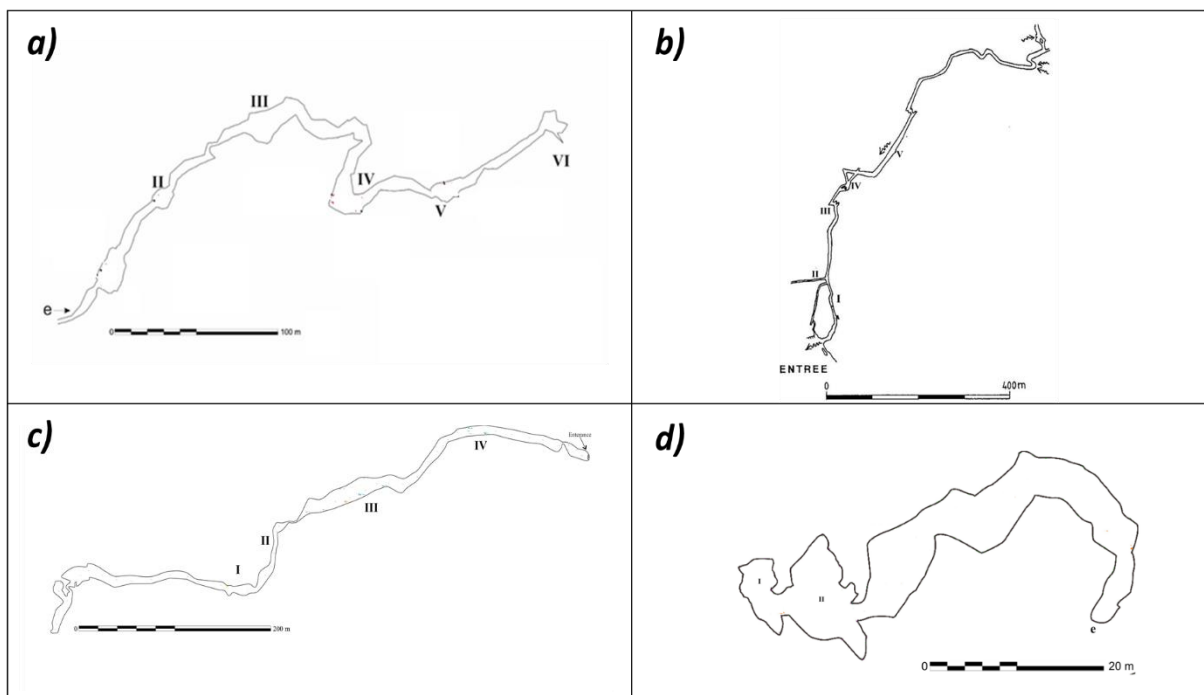 a)
III
II
IV
VI
V
e
0 100 m
b)
V
IV
III
II
I
ENTREE
0 400m
c)
Enterance
IV
III
II
I
0 200 m
d)
I
II
e
0 20 m